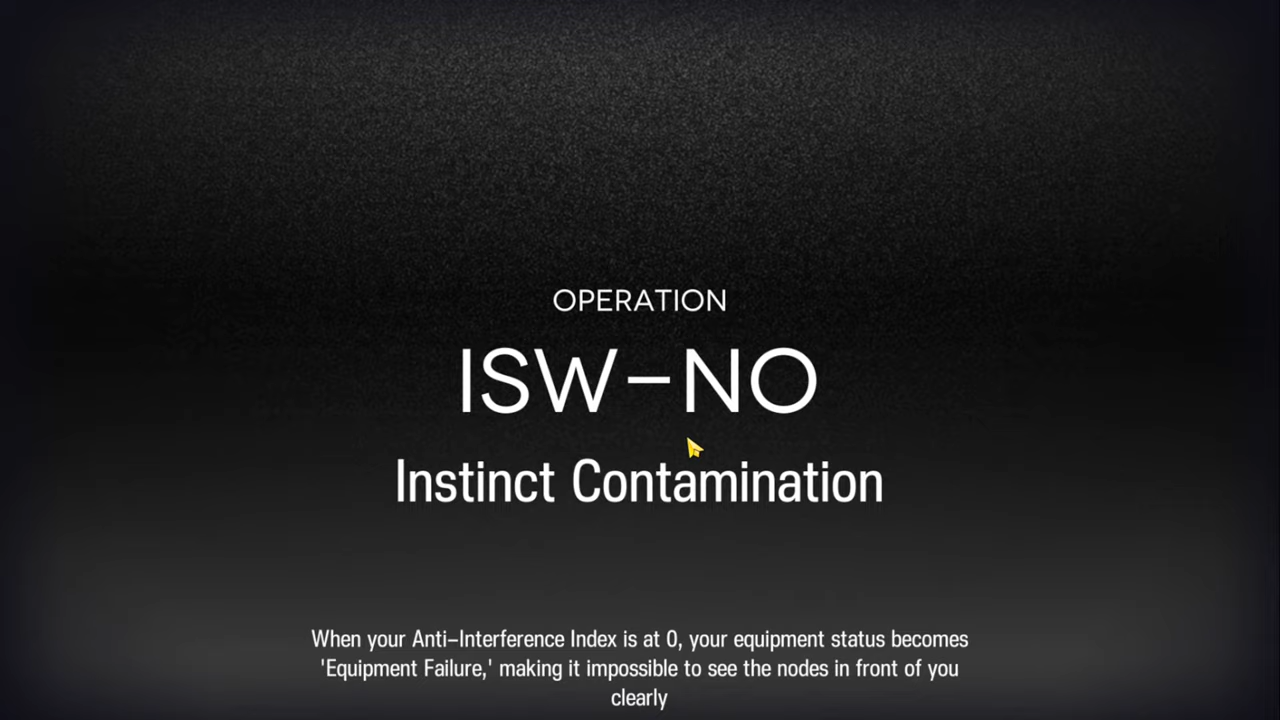 OPERATION
ISW-NO
Instinct Contamination
When your Anti-Interference Index is at 0, your equipment status becomes
'Equipment Failure,' making it impossible to see the nodes in front of you
clearly